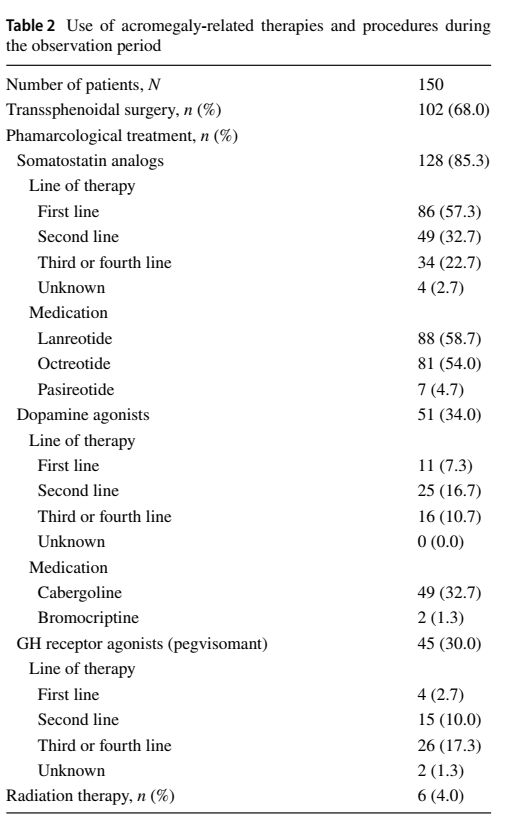 Table 2 Use of acromegaly-related therapies and procedures during
the observation period
Number of patients, N 150
Transsphenoidal surgery, n (%) 102 (68.0)
Phamarcological treatment, n (%)
Somatostatin analogs 128 (85.3)
Line of therapy
First line 86 (57.3)
Second line 49 (32.7)
Third or fourth line 34 (22.7)
Unknown 4 (2.7)
Medication
Lanreotide 88 (58.7)
Octreotide 81 (54.0)
Pasireotide 7 (4.7)
Dopamine agonists 51 (34.0)
Line of therapy
First line 11 (7.3)
Second line 25 (16.7)
Third or fourth line 16 (10.7)
Unknown 0 (0.0)
Medication
Cabergoline 49 (32.7)
Bromocriptine 2 (1.3)
GH receptor agonists (pegvisomant) 45 (30.0)
Line of therapy
First line 4 (2.7)
Second line 15 (10.0)
Third or fourth line 26 (17.3)
Unknown 2 (1.3)
Radiation therapy, n (%) 6 (4.0)